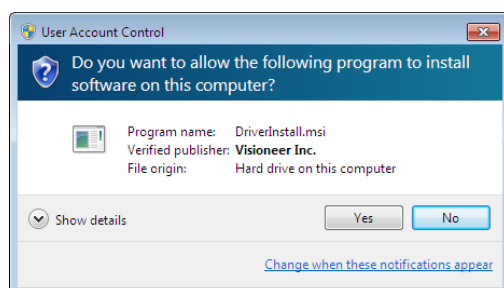 User Account Control
Do you want to allow the following program to install
software on this computer?
Program name: DriverInstall.msi
Verified publisher: Visioneer Inc.
File origin: Hard drive on this computer
Show details
Yes No
Change when these notifications appear